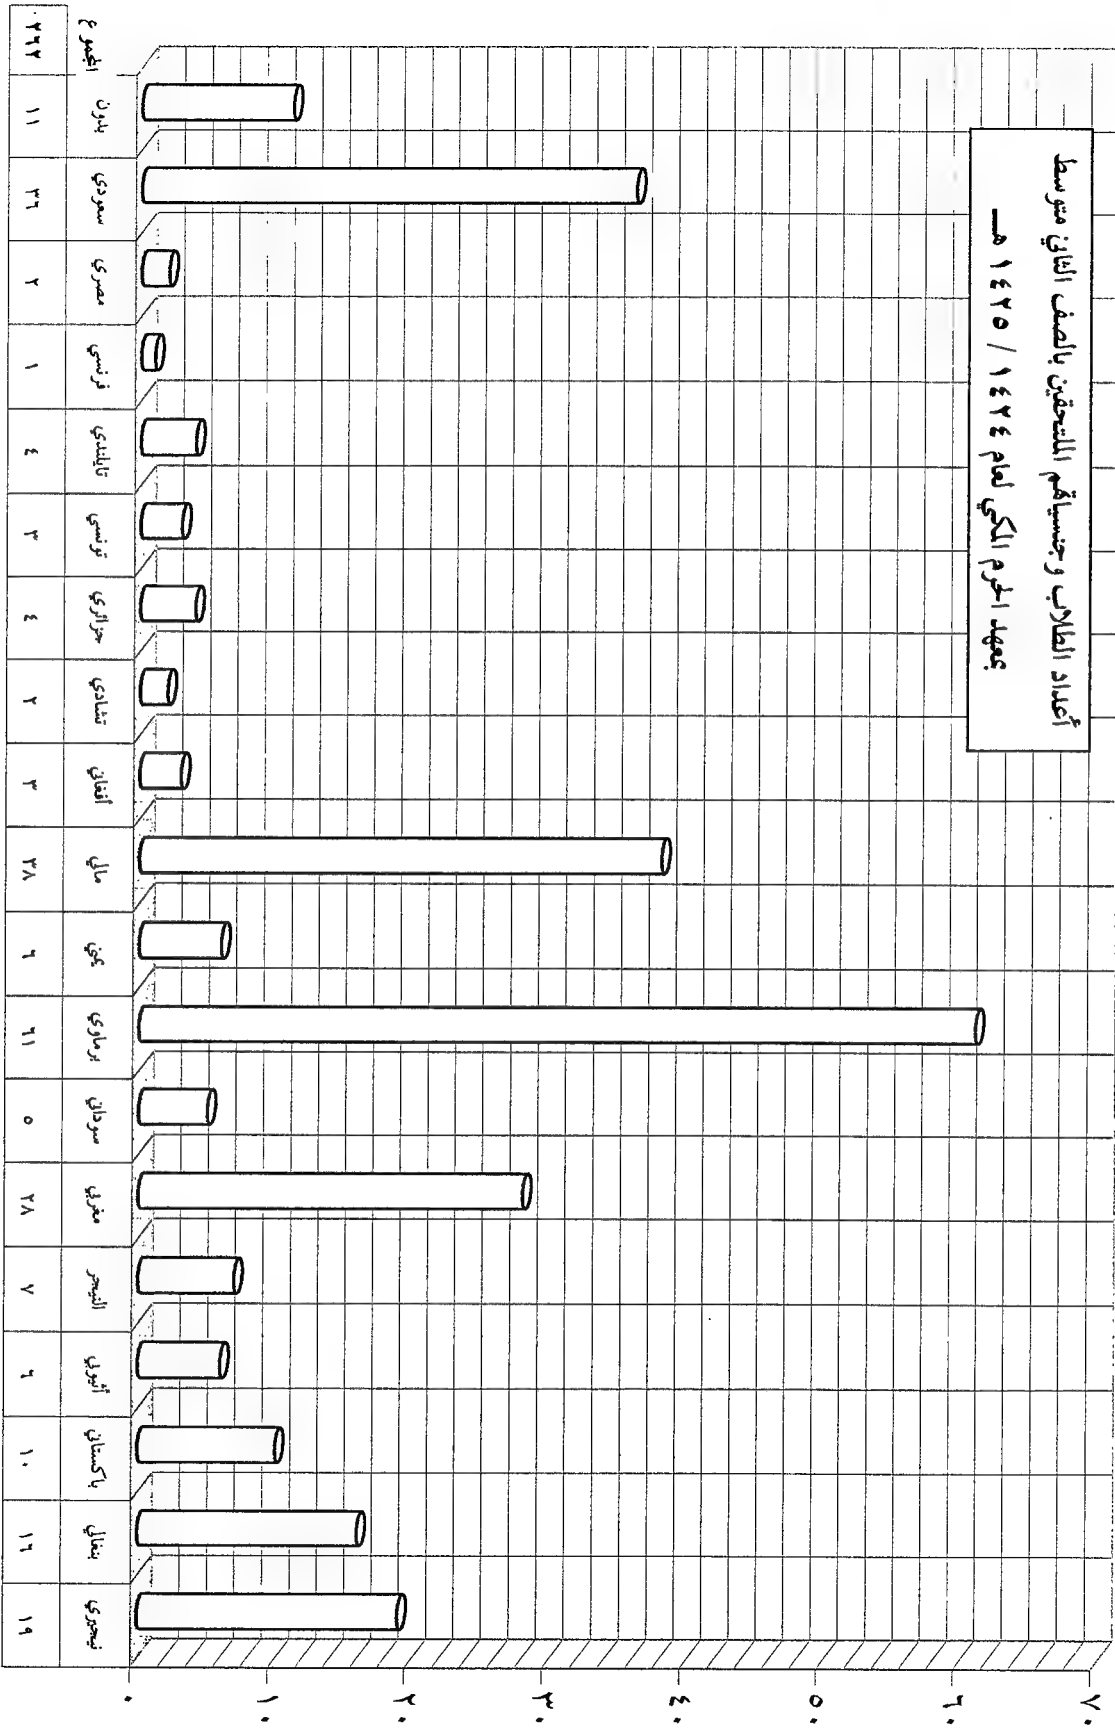 أعداد الطلاب وجنسياتهم الملتحقين بالصف الثاني متوسط
بمعهد الحرم المكي لعام ١٤٢٤ / ١٤٢٥ هـ
٧٠
٦٠
٥٠
٤٠
٣٠
٢٠
١٠
٠
نيجيري بنغالي باكستاني أثيوبي النيجر مغربي سوداني برماوي يمني مالي أفغاني تشادي جزائري تونسي تايلندي فرنسي مصري سعودي بدون المجموع
١٩ ١٦ ١٠ ٦ ٧ ٢٨ ٥ ٦١ ٦ ٣٨ ٣ ٢ ٤ ٣ ٤ ١ ٢ ٣٦ ١١ ٢٦٢